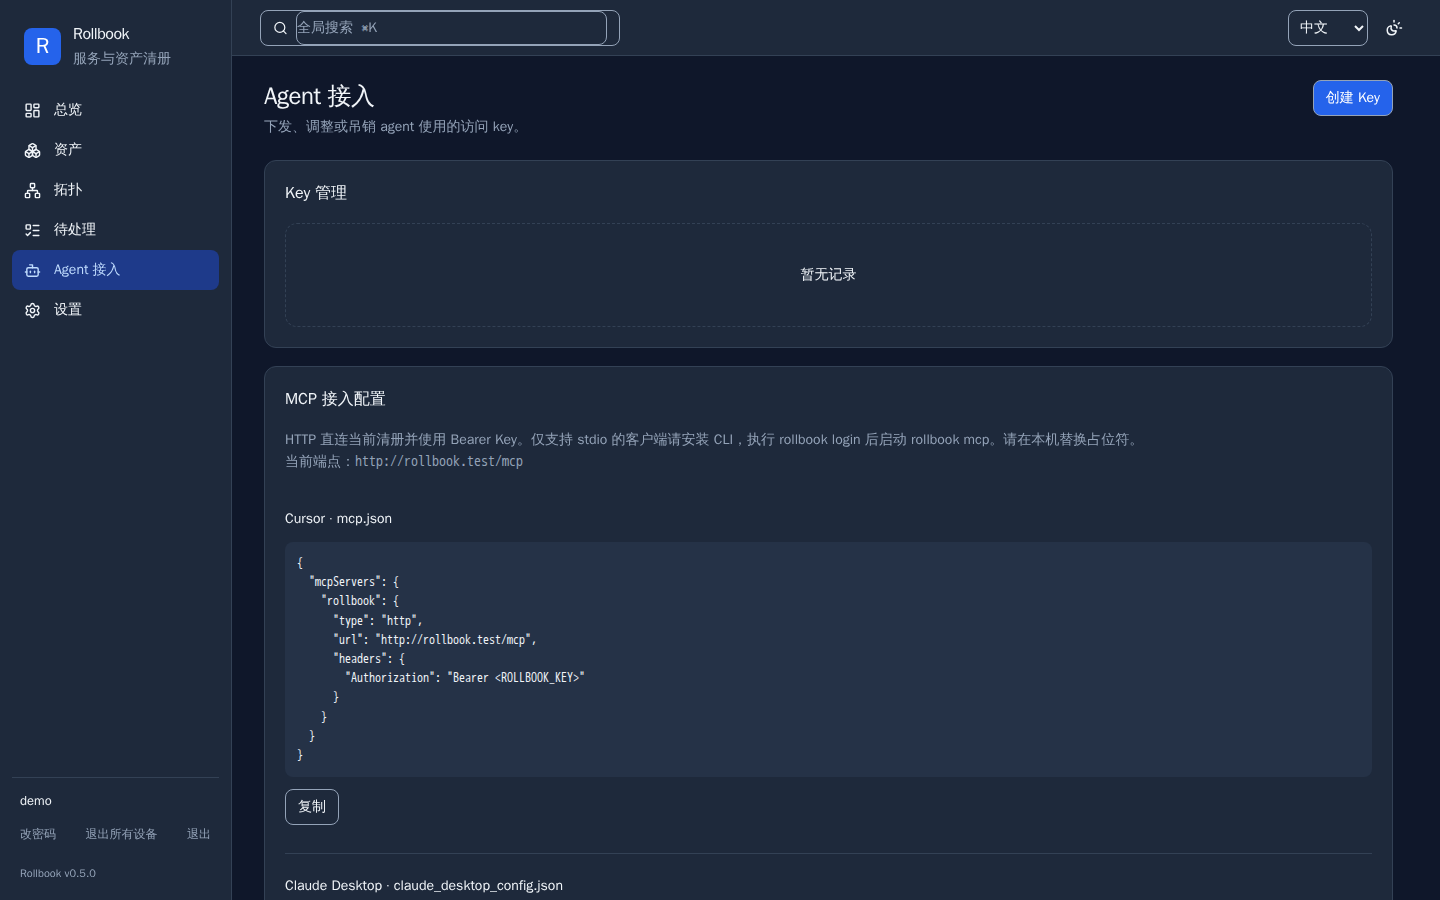 R
Rollbook
服务与资产清册
总览
资产
拓扑
待处理
Agent 接入
设置
demo
改密码 退出所有设备 退出
Rollbook v0.5.0
全局搜索 ⌘K
中文
Agent 接入
下发、调整或吊销 agent 使用的访问 key。
创建 Key
Key 管理
暂无记录
MCP 接入配置
HTTP 直连当前清册并使用 Bearer Key。仅支持 stdio 的客户端请安装 CLI，执行 rollbook login 后启动 rollbook mcp。请在本机替换占位符。
当前端点：http://rollbook.test/mcp
Cursor · mcp.json
{
  "mcpServers": {
    "rollbook": {
      "type": "http",
      "url": "http://rollbook.test/mcp",
      "headers": {
        "Authorization": "Bearer <ROLLBOOK_KEY>"
      }
    }
  }
}
复制
Claude Desktop · claude_desktop_config.json